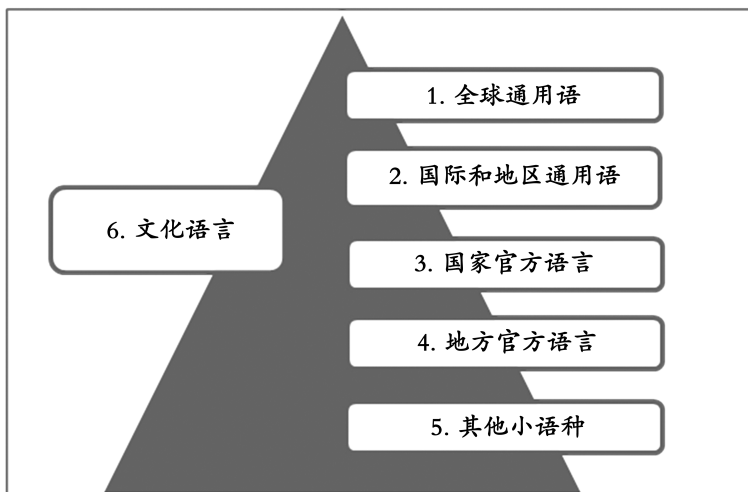 1. 全球通用语
2. 国际和地区通用语
6. 文化语言
3. 国家官方语言
4. 地方官方语言
5. 其他小语种